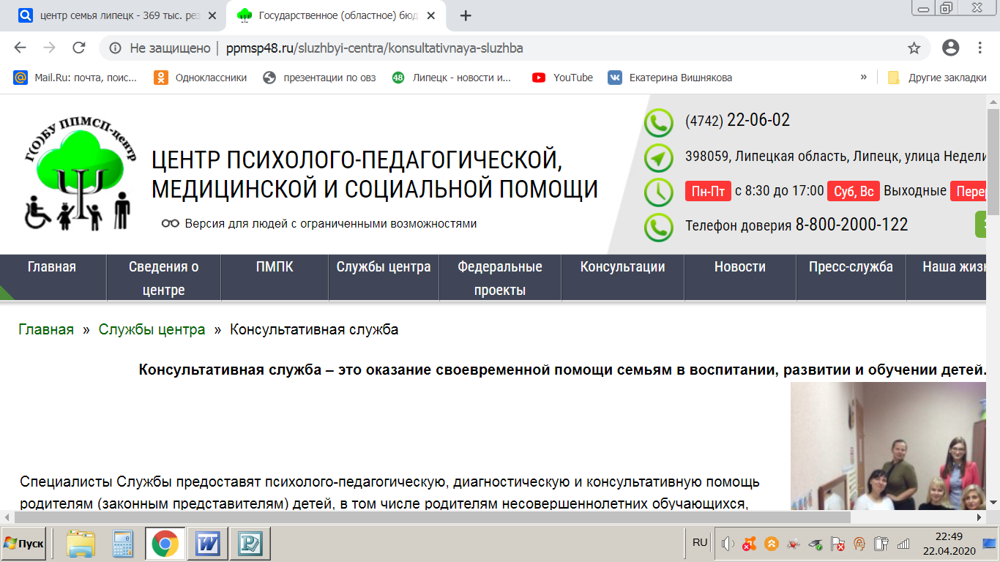 центр семья липецк - 369 тыс. рез
Государственное (областное) бюд
Не защищено
ppmsp48.ru/sluzhbyi-centra/konsultativnaya-sluzhba
Mail.Ru: почта, поис...
Одноклассники
презентации по овз
48
Липецк - новости и...
YouTube
Екатерина Вишнякова
»
Другие закладки
Г(О)БУ ППМСП-центр
ЦЕНТР ПСИХОЛОГО-ПЕДАГОГИЧЕСКОЙ,
МЕДИЦИНСКОЙ И СОЦИАЛЬНОЙ ПОМОЩИ
Версия для людей с ограниченными возможностями
(4742) 22-06-02
398059, Липецкая область, Липецк, улица Недели
Пн-Пт с 8:30 до 17:00 Суб, Вс Выходные Перер
Телефон доверия 8-800-2000-122
Главная
Сведения о
центре
ПМПК
Службы центра
Федеральные
проекты
Консультации
Новости
Пресс-служба
Наша жизн
Главная » Службы центра » Консультативная служба
Консультативная служба – это оказание своевременной помощи семьям в воспитании, развитии и обучении детей.
Специалисты Службы предоставят психолого-педагогическую, диагностическую и консультативную помощь
родителям (законным представителям) детей, в том числе родителям несовершеннолетних обучающихся,
Пуск
RU
22:49
22.04.2020